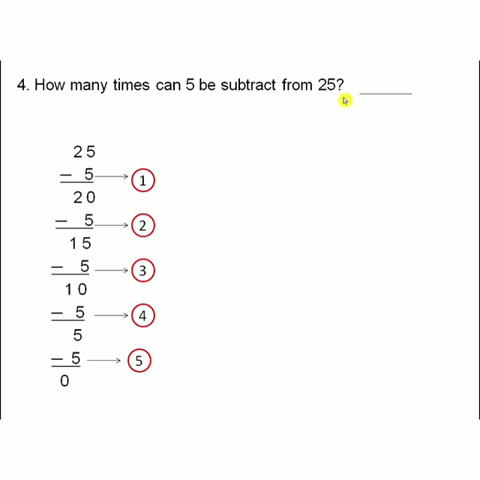 4. How many times can 5 be subtract from 25? ______
25
− 5 → 1
20
− 5 → 2
15
− 5 → 3
10
− 5 → 4
5
− 5 → 5
0